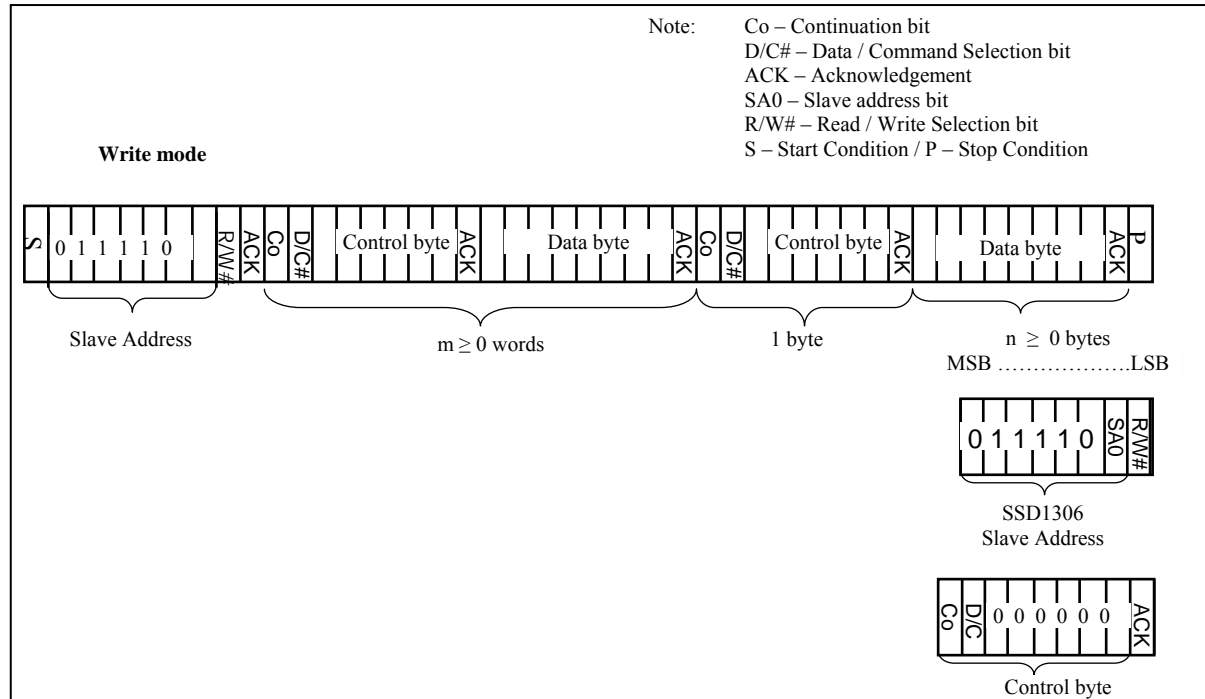 Note: Co – Continuation bit
D/C# – Data / Command Selection bit
ACK – Acknowledgement
SA0 – Slave address bit
R/W# – Read / Write Selection bit
S – Start Condition / P – Stop Condition
Write mode
S 0 1 1 1 1 0 R/W# ACK Co D/C# Control byte ACK Data byte ACK Co D/C# Control byte ACK Data byte ACK P
Slave Address m ≥ 0 words 1 byte n ≥ 0 bytes
MSB ………………….LSB
0 1 1 1 1 0 SA0 R/W#
SSD1306
Slave Address
Co D/C 0 0 0 0 0 0 ACK
Control byte